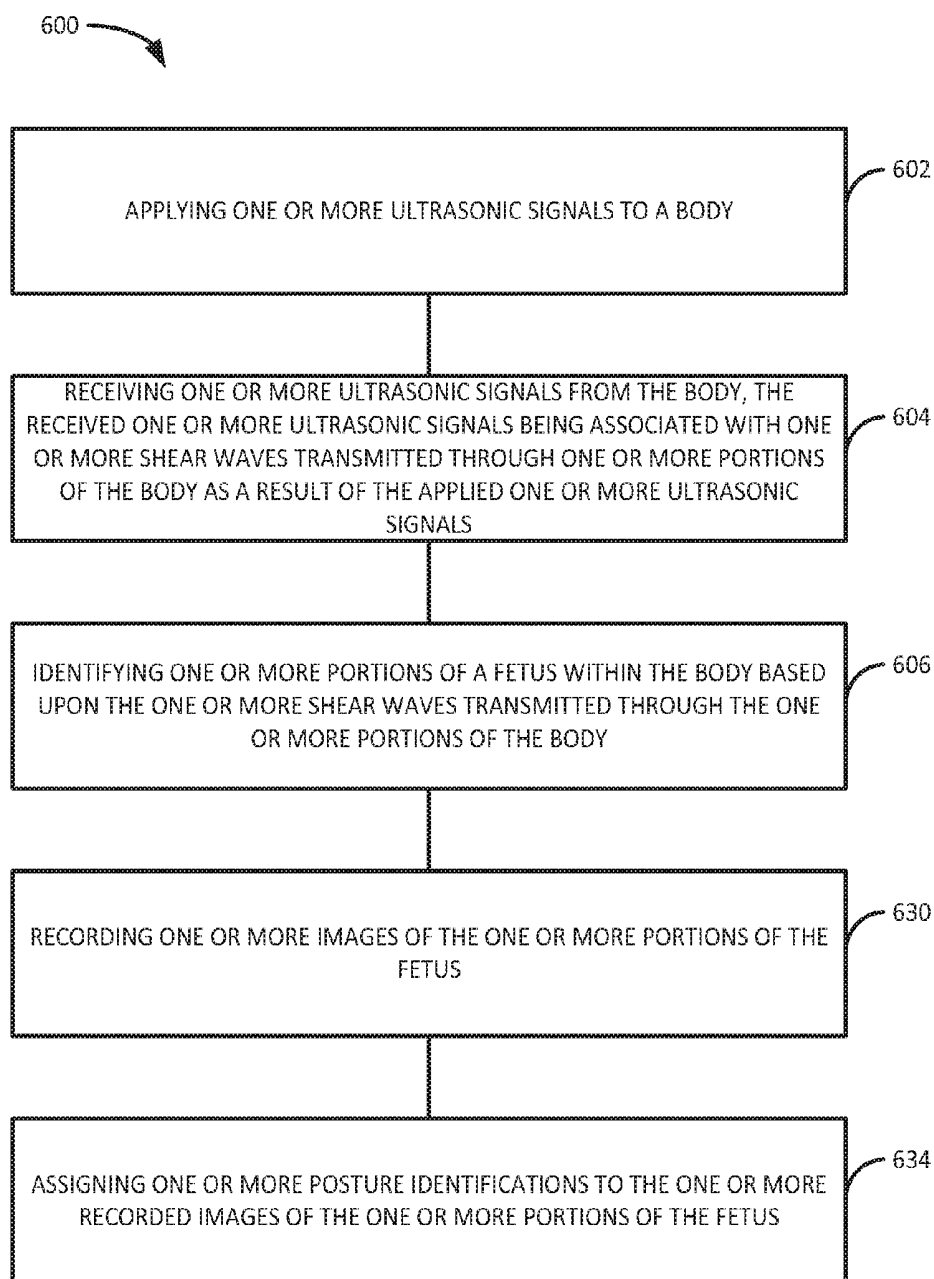 600
APPLYING ONE OR MORE ULTRASONIC SIGNALS TO A BODY
602
RECEIVING ONE OR MORE ULTRASONIC SIGNALS FROM THE BODY, THE
RECEIVED ONE OR MORE ULTRASONIC SIGNALS BEING ASSOCIATED WITH ONE
OR MORE SHEAR WAVES TRANSMITTED THROUGH ONE OR MORE PORTIONS
OF THE BODY AS A RESULT OF THE APPLIED ONE OR MORE ULTRASONIC
SIGNALS
604
IDENTIFYING ONE OR MORE PORTIONS OF A FETUS WITHIN THE BODY BASED
UPON THE ONE OR MORE SHEAR WAVES TRANSMITTED THROUGH THE ONE
OR MORE PORTIONS OF THE BODY
606
RECORDING ONE OR MORE IMAGES OF THE ONE OR MORE PORTIONS OF THE
FETUS
630
ASSIGNING ONE OR MORE POSTURE IDENTIFICATIONS TO THE ONE OR MORE
RECORDED IMAGES OF THE ONE OR MORE PORTIONS OF THE FETUS
634